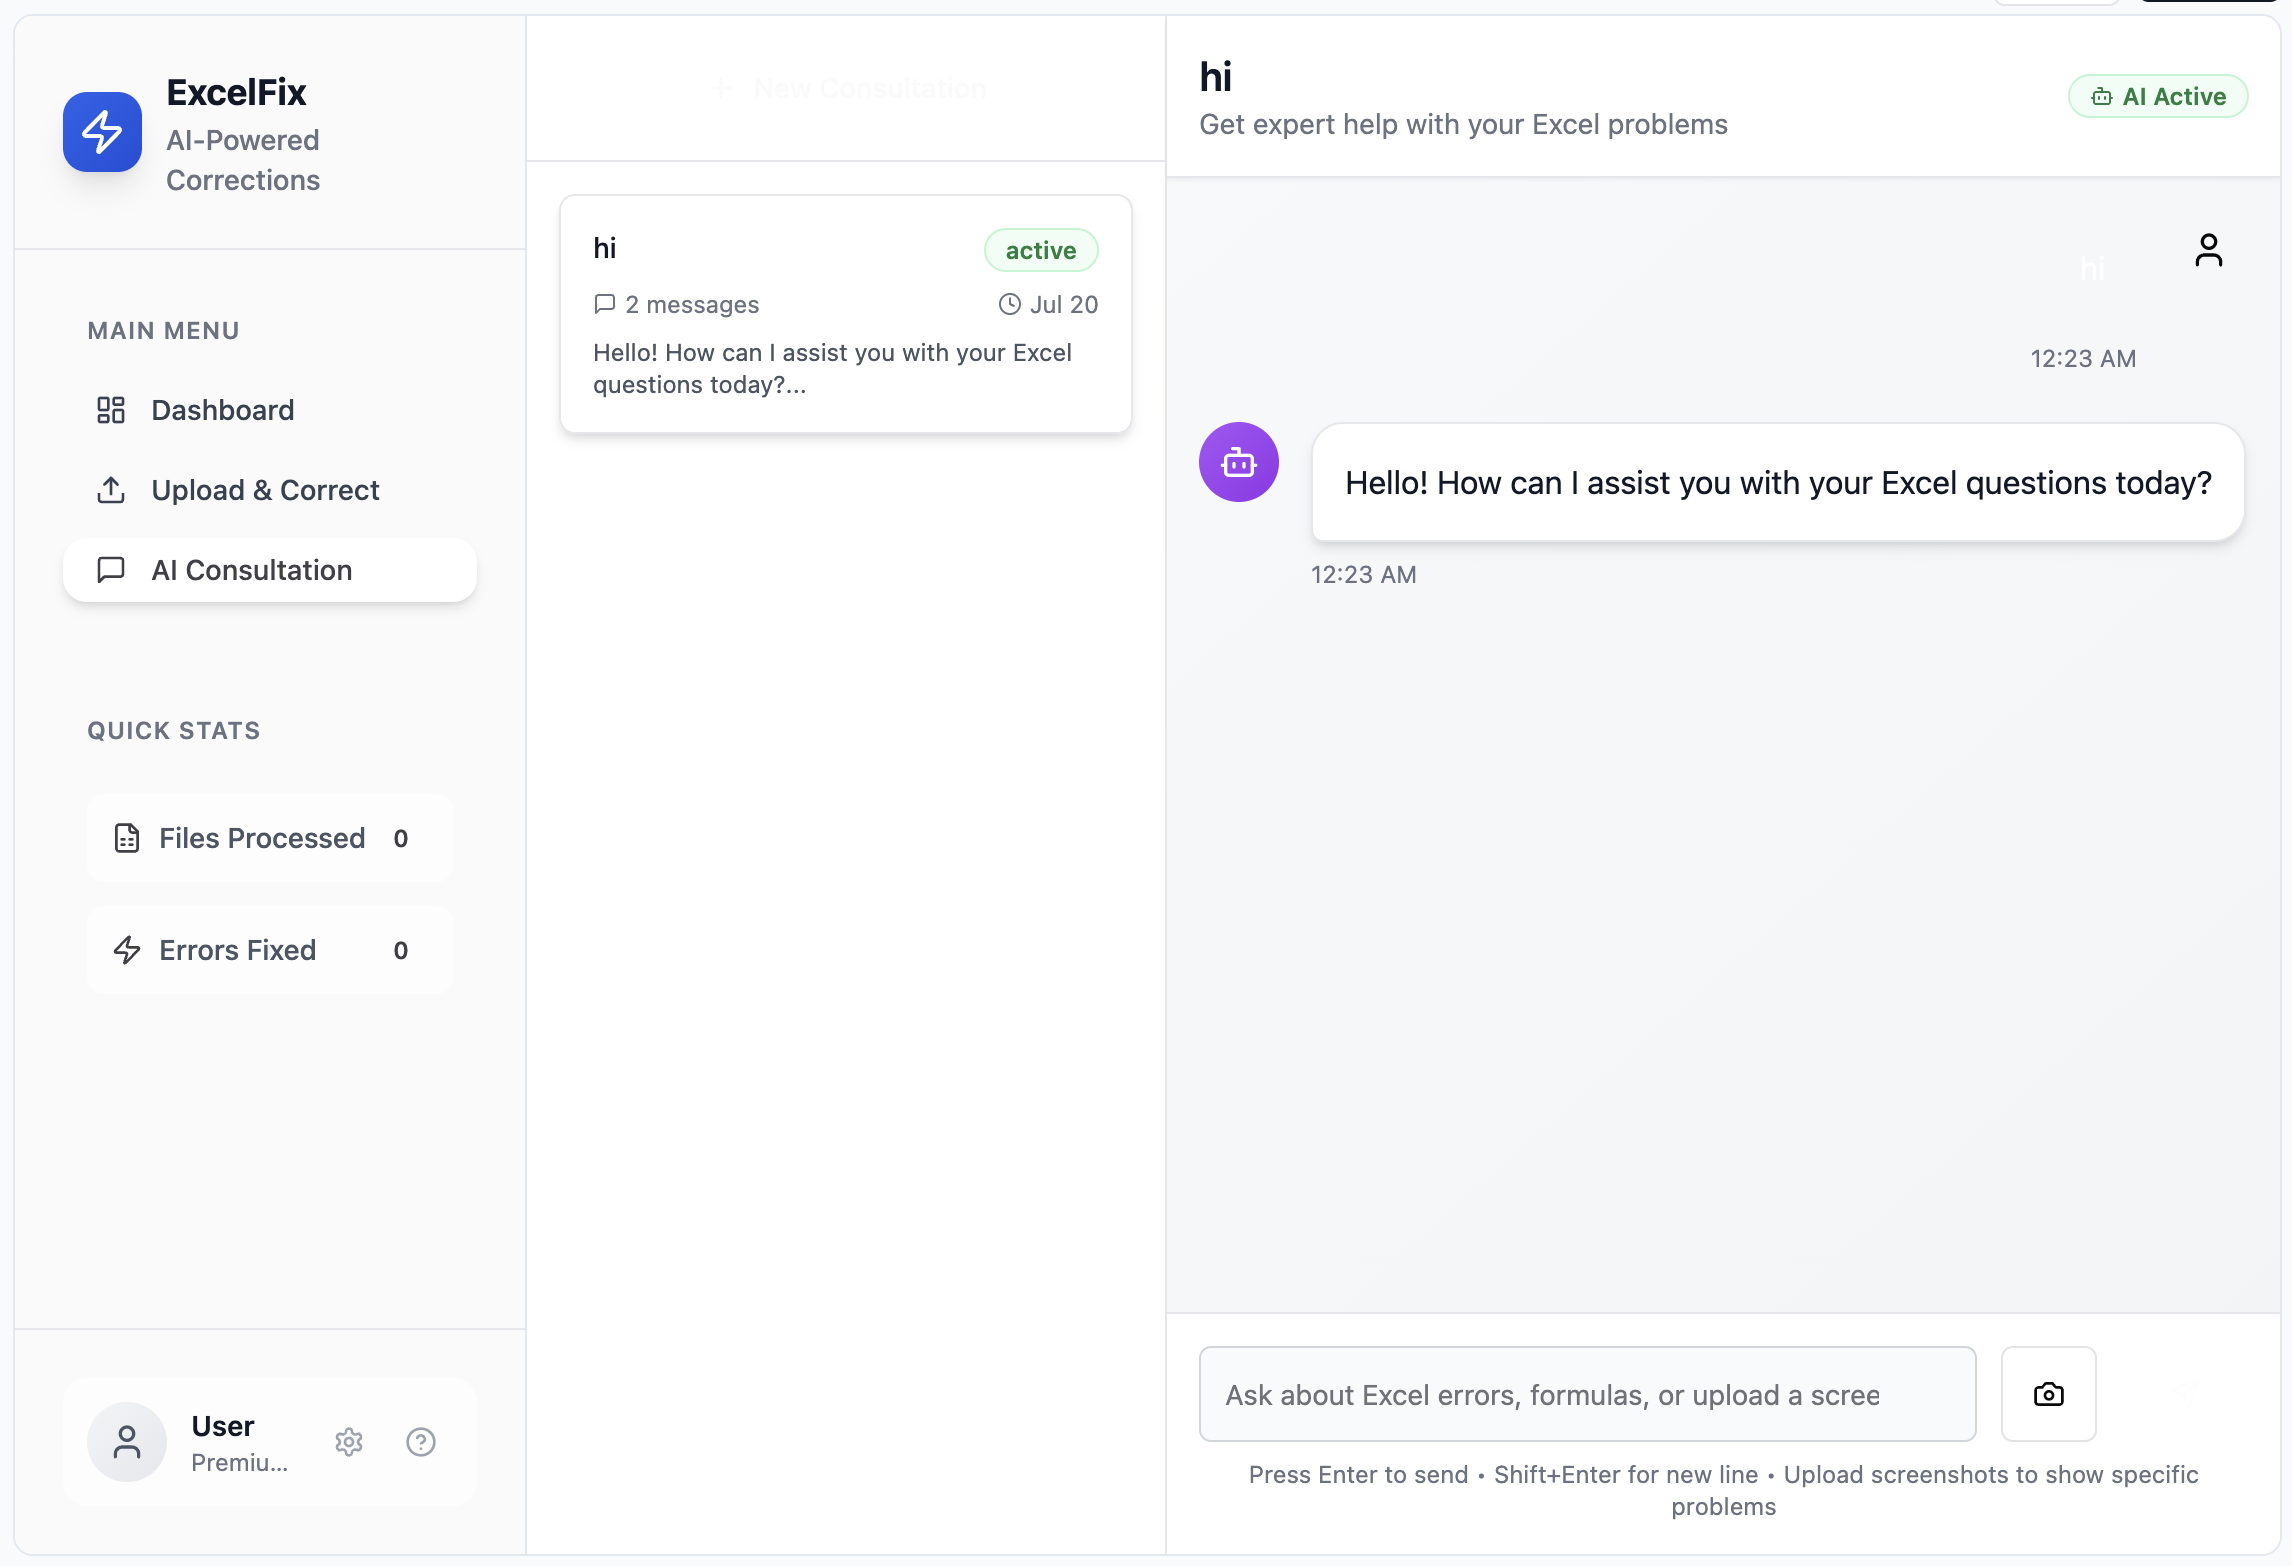 ExcelFix
AI-Powered
Corrections
MAIN MENU
Dashboard
Upload & Correct
AI Consultation
QUICK STATS
Files Processed 0
Errors Fixed 0
User
Premiu...
New Consultation
hi active
2 messages Jul 20
Hello! How can I assist you with your Excel
questions today?...
hi
Get expert help with your Excel problems
AI Active
hi
12:23 AM
Hello! How can I assist you with your Excel questions today?
12:23 AM
Ask about Excel errors, formulas, or upload a scree
Press Enter to send • Shift+Enter for new line • Upload screenshots to show specific
problems